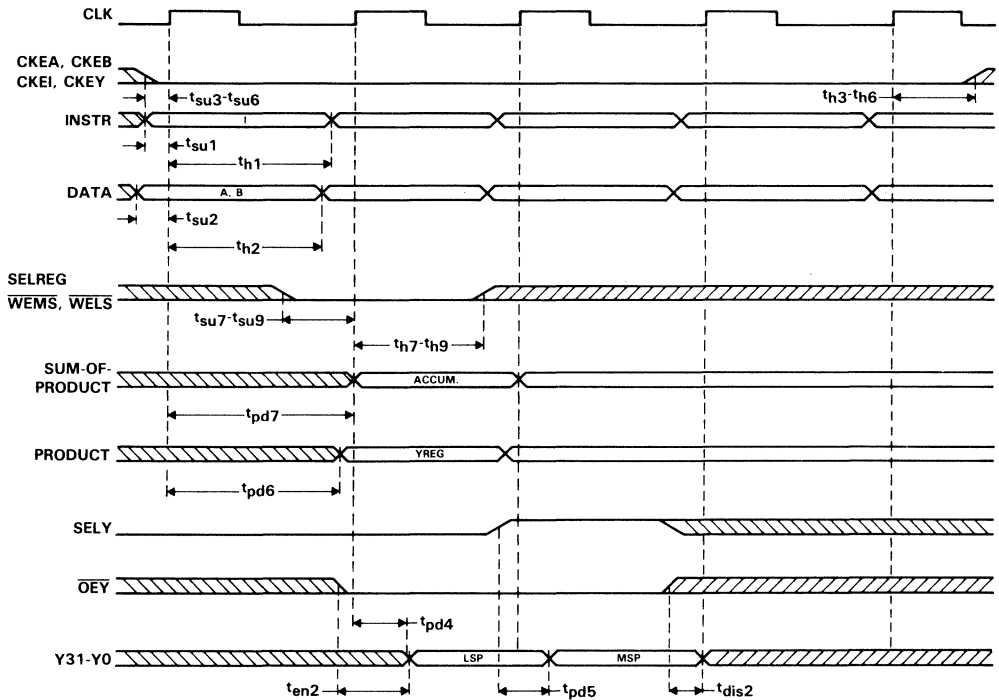 CLK
CKEA, CKEB
CKEI, CKEY
tsu3-tsu6
th3-th6
INSTR
tsu1
th1
DATA
A, B
tsu2
th2
SELREG
WEMS, WELS
tsu7-tsu9
th7-th9
SUM-OF-
PRODUCT
ACCUM.
tpd7
PRODUCT
YREG
tpd6
SELY
OEY
tpd4
Y31-Y0
LSP
MSP
ten2
tpd5
tdis2